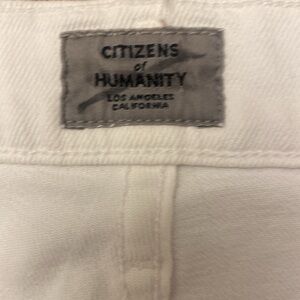 CITIZENS
of
HUMANITY
LOS ANGELES
CALIFORNIA